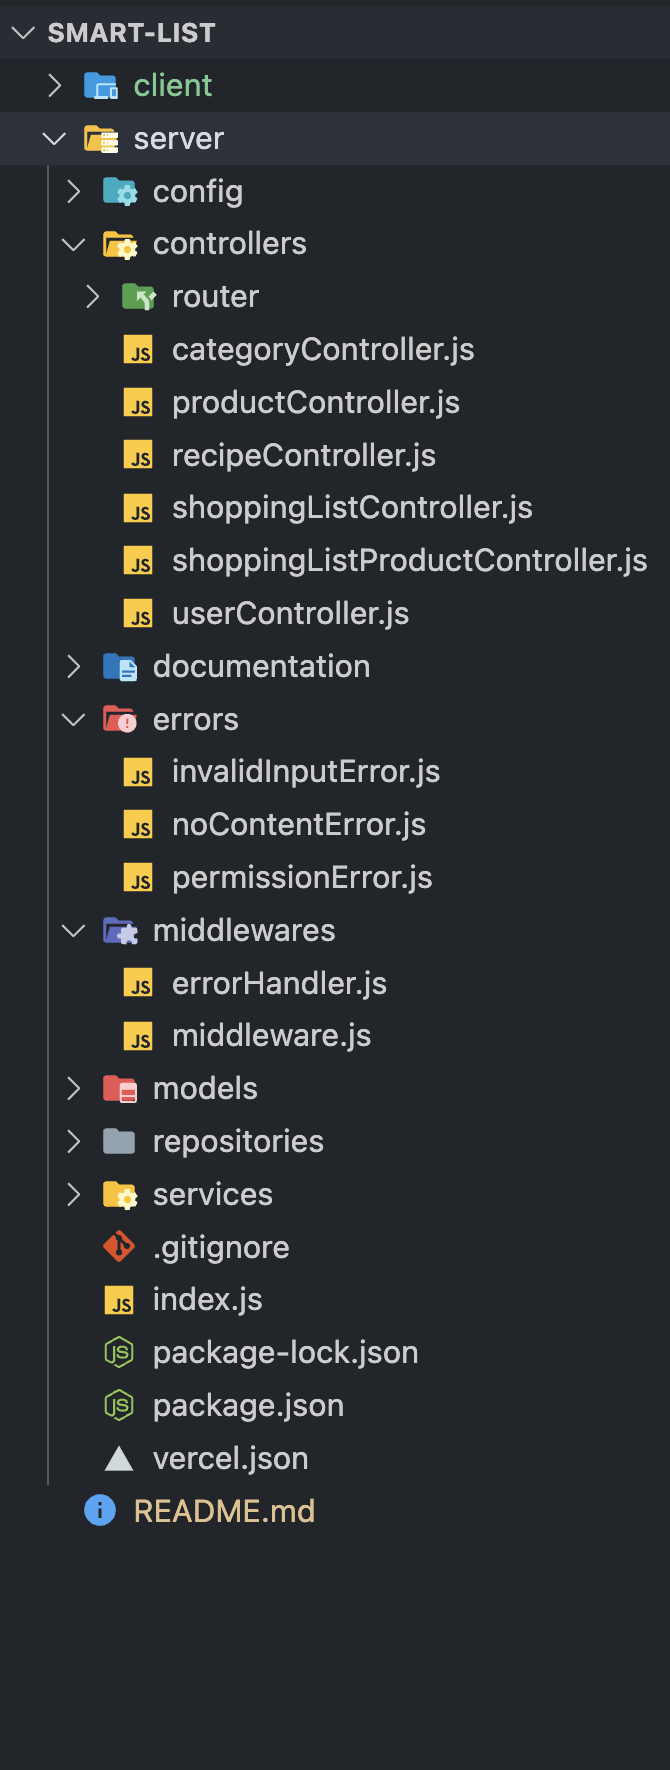 SMART-LIST
client
server
config
controllers
router
JS categoryController.js
JS productController.js
JS recipeController.js
JS shoppingListController.js
JS shoppingListProductController.js
JS userController.js
documentation
errors
JS invalidInputError.js
JS noContentError.js
JS permissionError.js
middlewares
JS errorHandler.js
JS middleware.js
models
repositories
services
.gitignore
JS index.js
JS package-lock.json
JS package.json
vercel.json
i README.md